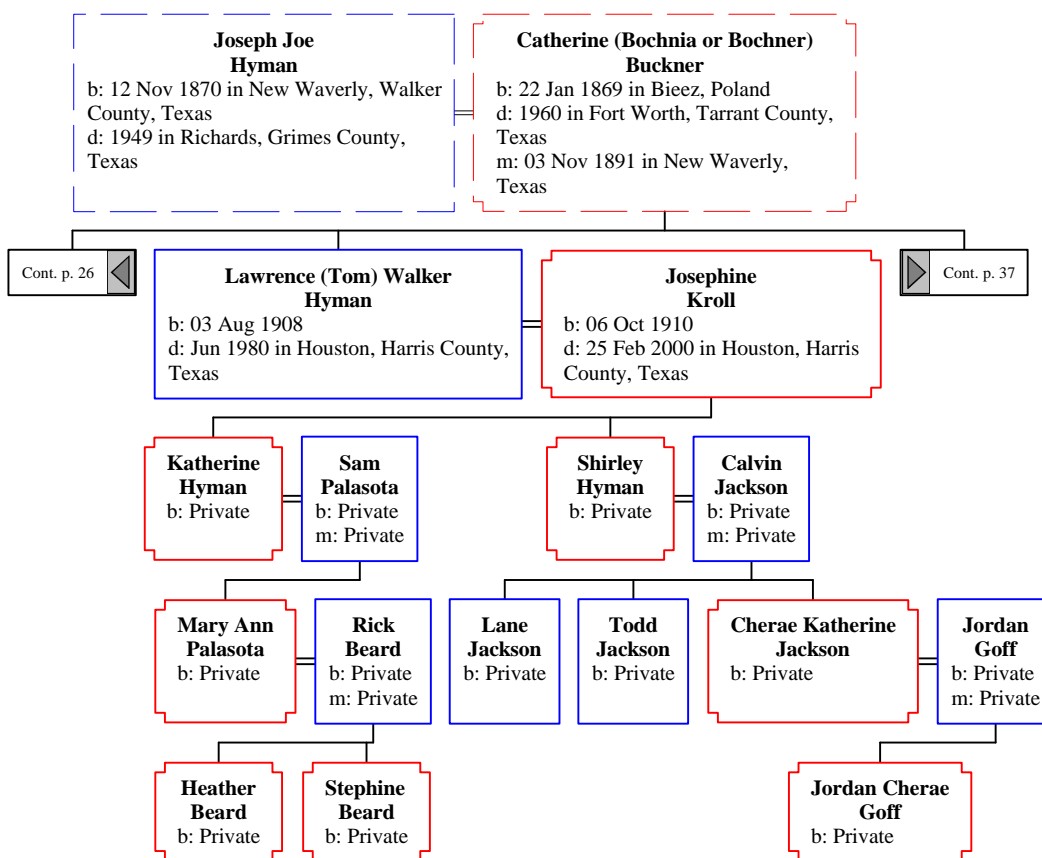 Joseph Joe
Hyman
b: 12 Nov 1870 in New Waverly, Walker
County, Texas
d: 1949 in Richards, Grimes County,
Texas
Catherine (Bochnia or Bochner)
Buckner
b: 22 Jan 1869 in Bieez, Poland
d: 1960 in Fort Worth, Tarrant County,
Texas
m: 03 Nov 1891 in New Waverly,
Texas
Cont. p. 26
Lawrence (Tom) Walker
Hyman
b: 03 Aug 1908
d: Jun 1980 in Houston, Harris County,
Texas
Josephine
Kroll
b: 06 Oct 1910
d: 25 Feb 2000 in Houston, Harris
County, Texas
Cont. p. 37
Katherine
Hyman
b: Private
Sam
Palasota
b: Private
m: Private
Shirley
Hyman
b: Private
Calvin
Jackson
b: Private
m: Private
Mary Ann
Palasota
b: Private
Rick
Beard
b: Private
m: Private
Lane
Jackson
b: Private
Todd
Jackson
b: Private
Cherae Katherine
Jackson
b: Private
Jordan
Goff
b: Private
m: Private
Heather
Beard
b: Private
Stephine
Beard
b: Private
Jordan Cherae
Goff
b: Private